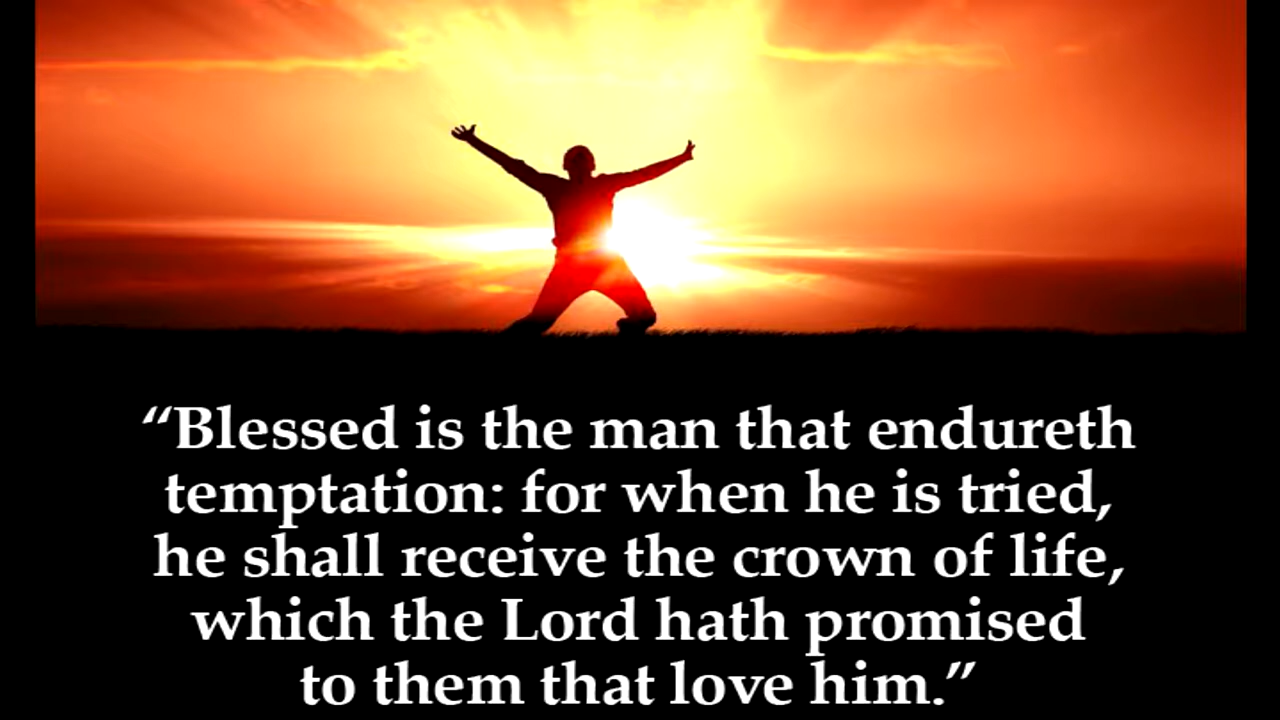 “Blessed is the man that endureth
temptation: for when he is tried,
he shall receive the crown of life,
which the Lord hath promised
to them that love him.”